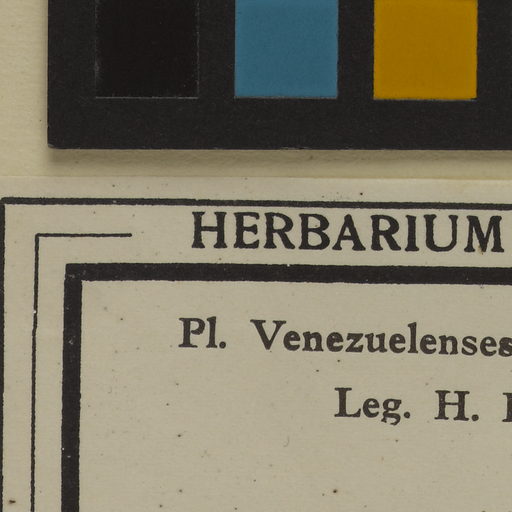 HERBARIUM
Pl. Venezuelenses
Leg. H.